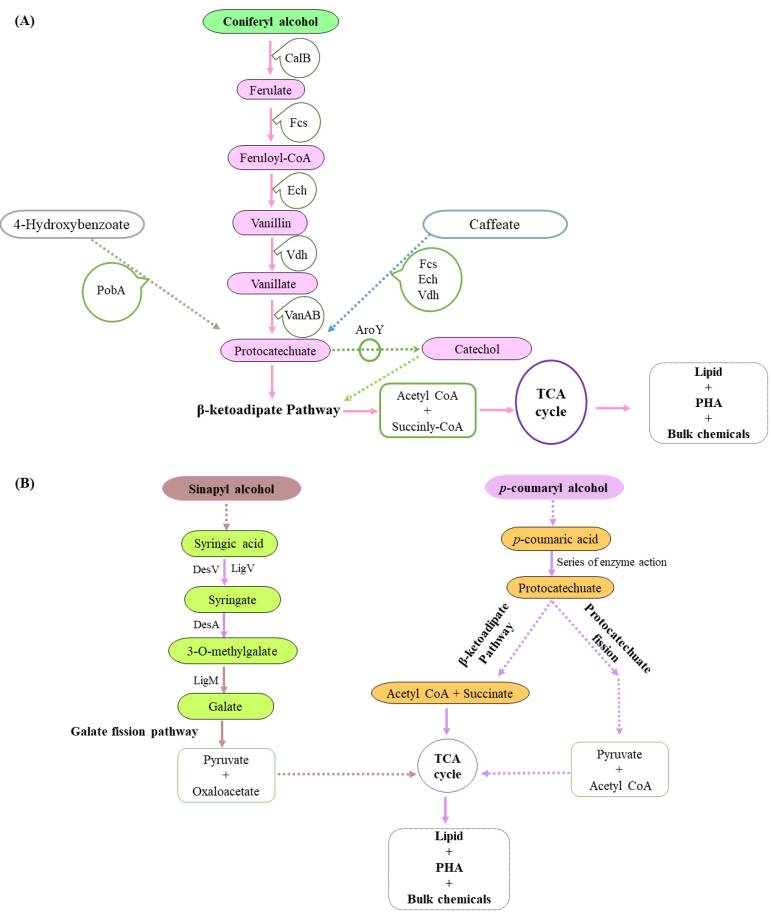 (A)
Coniferyl alcohol
CalB
Ferulate
Fcs
Feruloyl-CoA
Ech
4-Hydroxybenzoate
Vanillin
Caffeate
Vdh
PobA
Fcs
Ech
Vdh
Vanillate
VanAB
AroY
Protocatechuate
Catechol
β-ketoadipate Pathway
Acetyl CoA
+
Succinly-CoA
TCA
cycle
Lipid
+
PHA
+
Bulk chemicals
(B)
Sinapyl alcohol
p-coumaryl alcohol
Syringic acid
p-coumaric acid
DesV
LigV
Series of enzyme action
Syringate
Protocatechuate
DesA
β-ketoadipate
Pathway
Protocatechuate
fission
3-O-methylgalate
LigM
Galate
Acetyl CoA + Succinate
Galate fission pathway
Pyruvate
+
Oxaloacetate
TCA
cycle
Pyruvate
+
Acetyl CoA
Lipid
+
PHA
+
Bulk chemicals